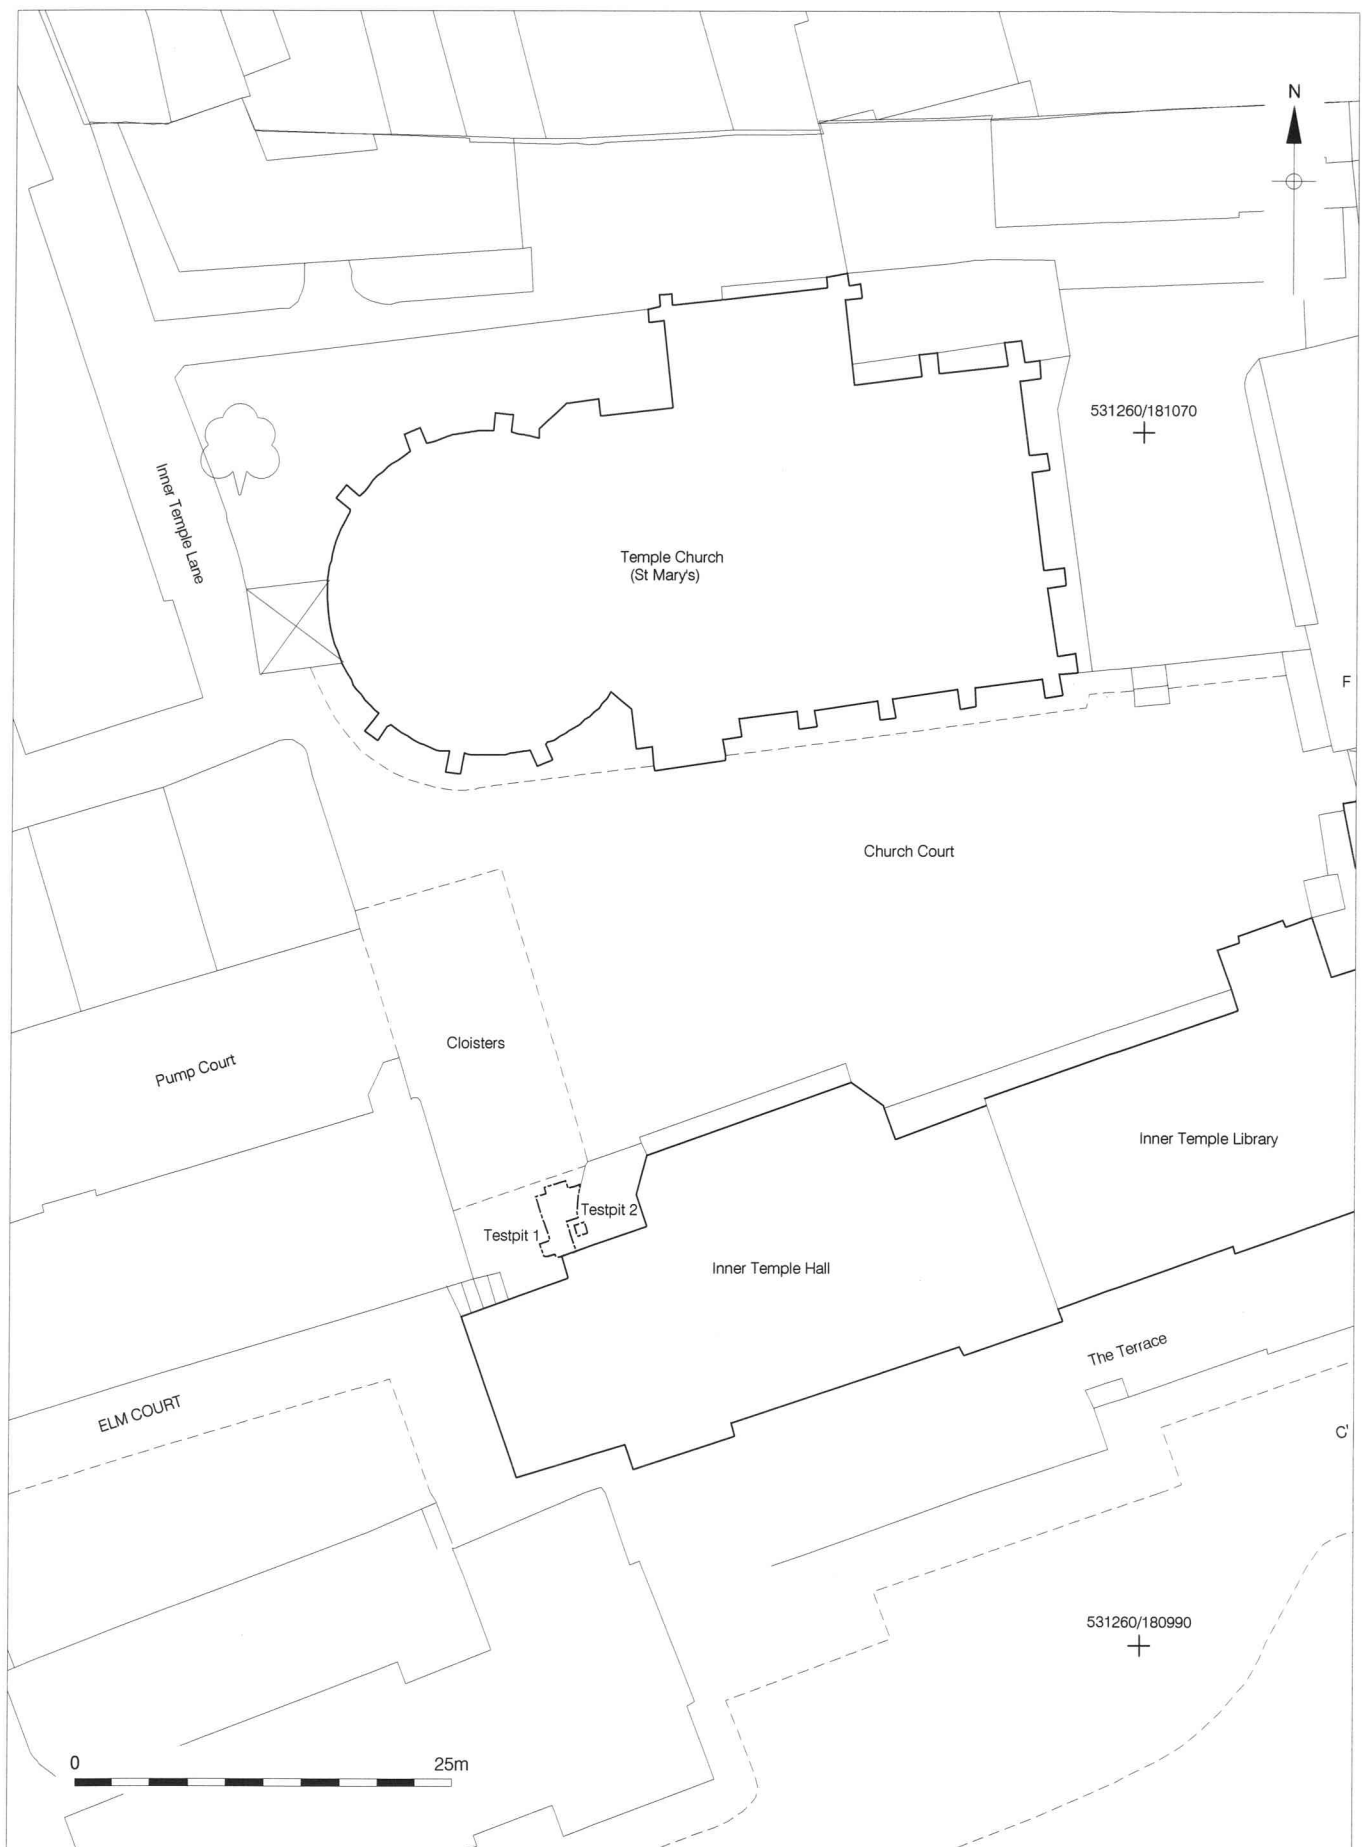 N
531260/181070
Inner Temple Lane
Temple Church
(St Mary's)
F
Church Court
Cloisters
Pump Court
Inner Temple Library
Testpit 2
Testpit 1
Inner Temple Hall
The Terrace
ELM COURT
C'
531260/180990
0 25m